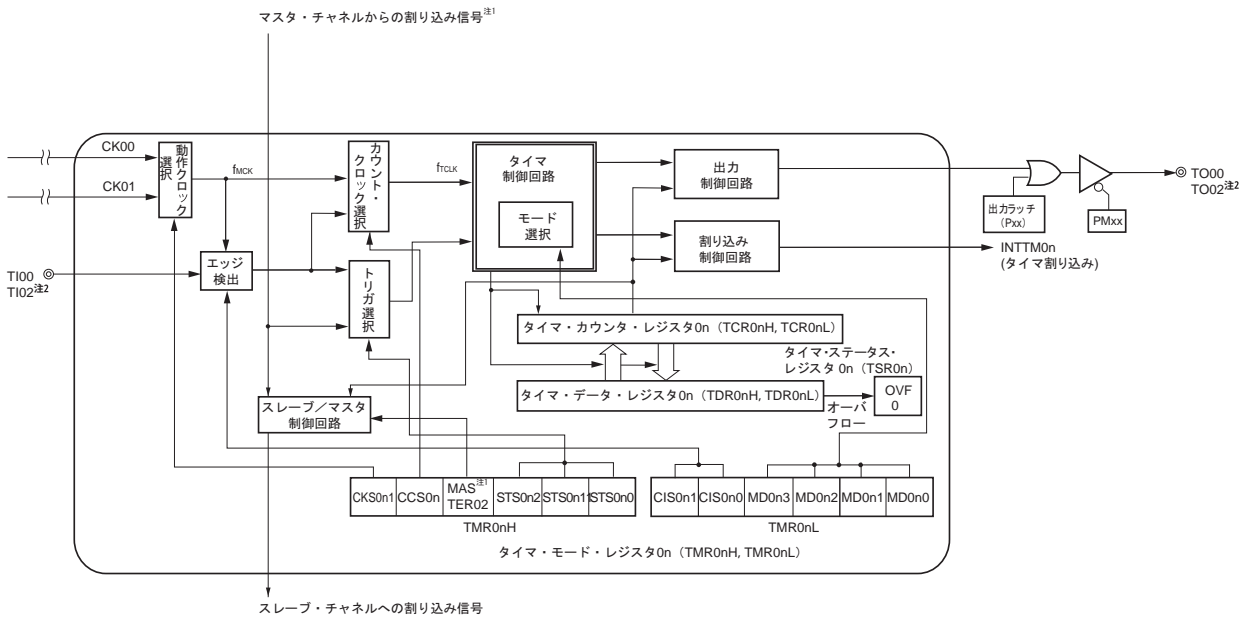 マスタ・チャネルからの割り込み信号注1
CK00
CK01
動作クロック
選択
fMCK
カウント・
クロック選択
fTCLK
タイマ
制御回路
モード
選択
出力
制御回路
出力ラッチ
(Pxx)
PMxx
TO00
TO02注2
割り込み
制御回路
INTTM0n
(タイマ割り込み)
TI00
TI02注2
エッジ
検出
トリガ選択
タイマ・カウンタ・レジスタ0n (TCR0nH, TCR0nL)
タイマ・ステータス・
レジスタ 0n (TSR0n)
タイマ・データ・レジスタ0n (TDR0nH, TDR0nL)
オーバ
フロー
OVF
0
スレーブ/マスタ
制御回路
CKS0n1 CCS0n MAS注1
TER02 STS0n2 STS0n11 STS0n0
TMR0nH
CIS0n1 CIS0n0 MD0n3 MD0n2 MD0n1 MD0n0
TMR0nL
タイマ・モード・レジスタ0n (TMR0nH, TMR0nL)
スレーブ・チャネルへの割り込み信号